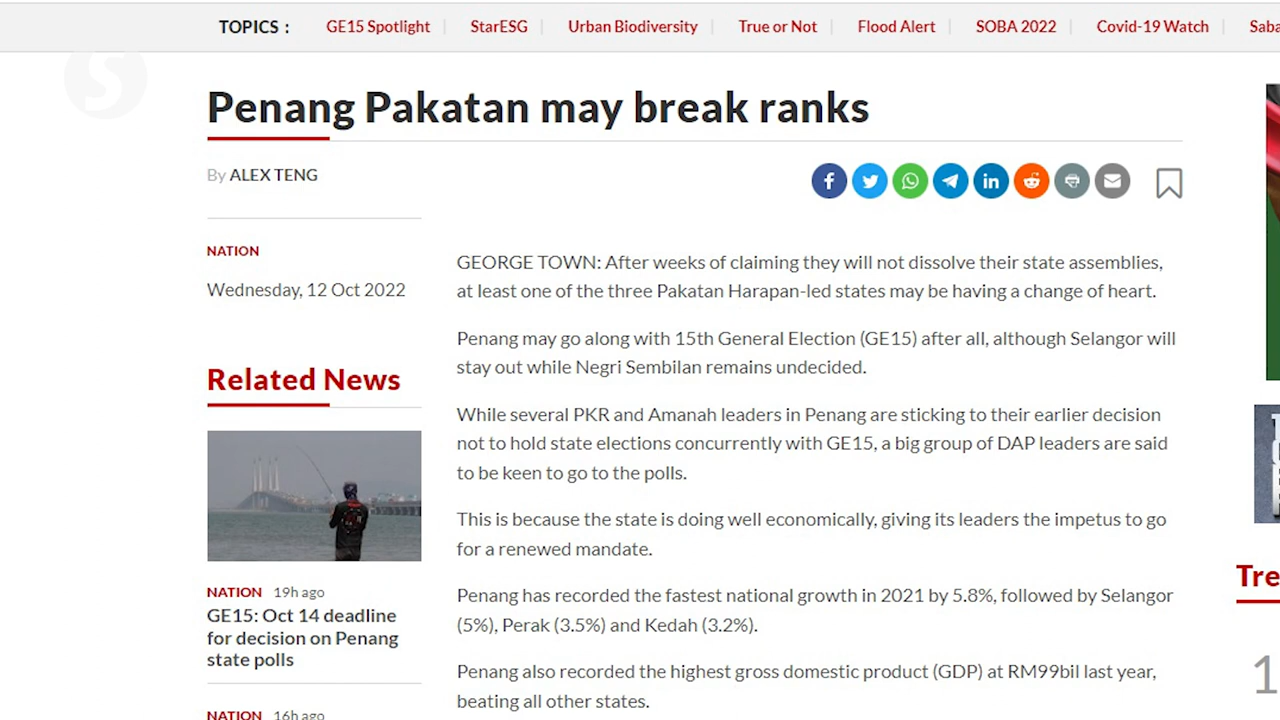 TOPICS :
GE15 Spotlight
StarESG
Urban Biodiversity
True or Not
Flood Alert
SOBA 2022
Covid-19 Watch
Penang Pakatan may break ranks
By ALEX TENG
NATION
Wednesday, 12 Oct 2022
GEORGE TOWN: After weeks of claiming they will not dissolve their state assemblies,
at least one of the three Pakatan Harapan-led states may be having a change of heart.
Penang may go along with 15th General Election (GE15) after all, although Selangor will
stay out while Negri Sembilan remains undecided.
While several PKR and Amanah leaders in Penang are sticking to their earlier decision
not to hold state elections concurrently with GE15, a big group of DAP leaders are said
to be keen to go to the polls.
This is because the state is doing well economically, giving its leaders the impetus to go
for a renewed mandate.
Penang has recorded the fastest national growth in 2021 by 5.8%, followed by Selangor
(5%), Perak (3.5%) and Kedah (3.2%).
Penang also recorded the highest gross domestic product (GDP) at RM99bil last year,
beating all other states.
Related News
NATION 19h ago
GE15: Oct 14 deadline
for decision on Penang
state polls
NATION 16h ago
1